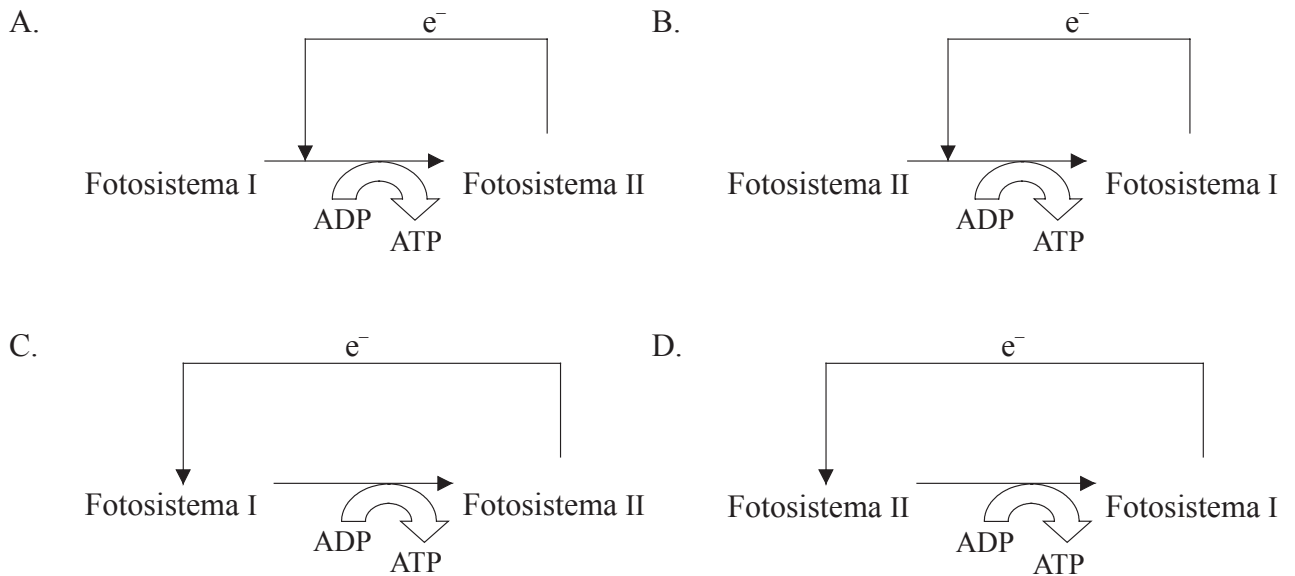 A.
e⁻
Fotosistema I
Fotosistema II
ADP
ATP
B.
e⁻
Fotosistema II
Fotosistema I
ADP
ATP
C.
e⁻
Fotosistema I
Fotosistema II
ADP
ATP
D.
e⁻
Fotosistema II
Fotosistema I
ADP
ATP